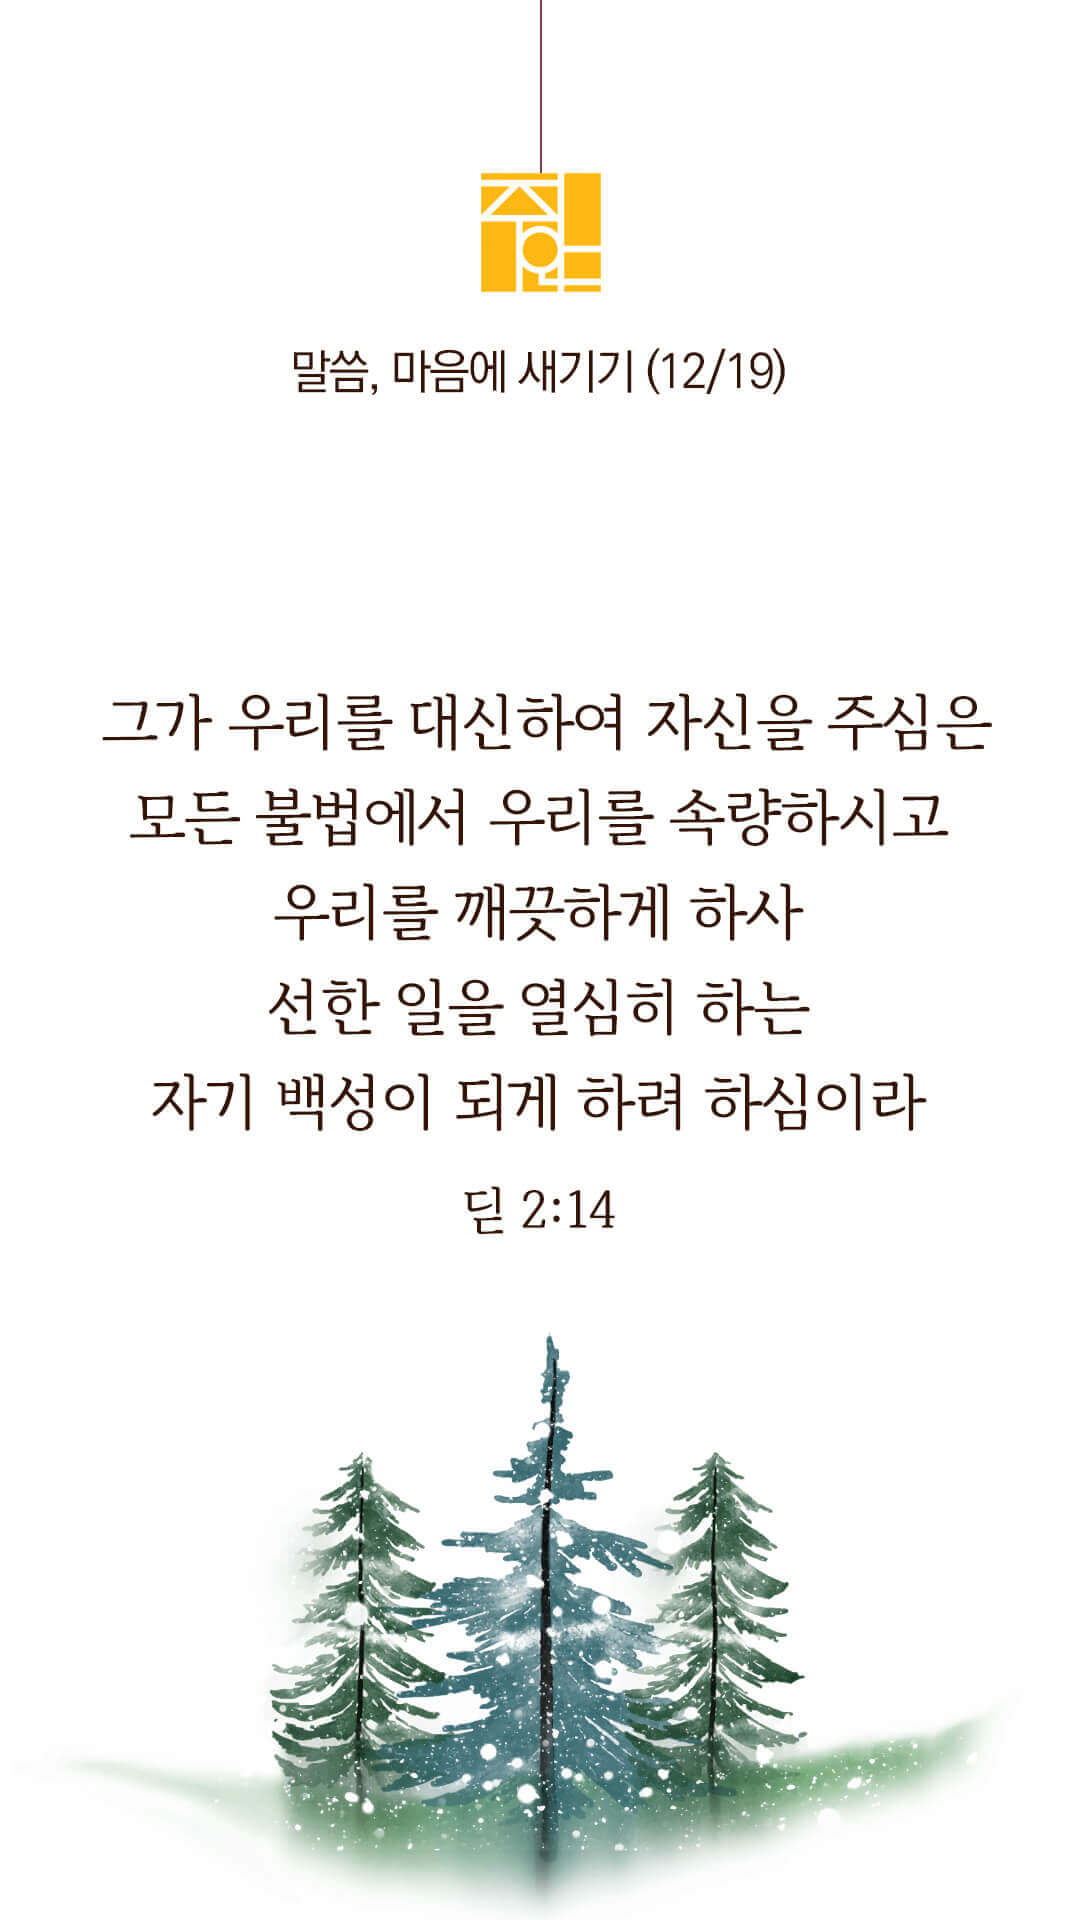 주인
말씀, 마음에 새기기 (12/19)
그가 우리를 대신하여 자신을 주심은
모든 불법에서 우리를 속량하시고
우리를 깨끗하게 하사
선한 일을 열심히 하는
자기 백성이 되게 하려 하심이라
딛 2:14